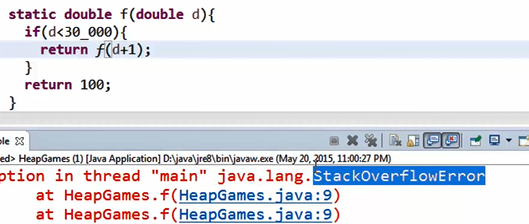 static double f(double d){
if(d<30_000){
return f(d+1);
}
return 100;
}
ole
ed> HeapGames (1) [Java Application] D:\java\jre8\bin\javaw.exe (May 20, 2015, 11:00:27 PM)
ption in thread "main" java.lang.StackOverflowError
at HeapGames.f(HeapGames.java:9)
at HeapGames.f(HeapGames.java:9)